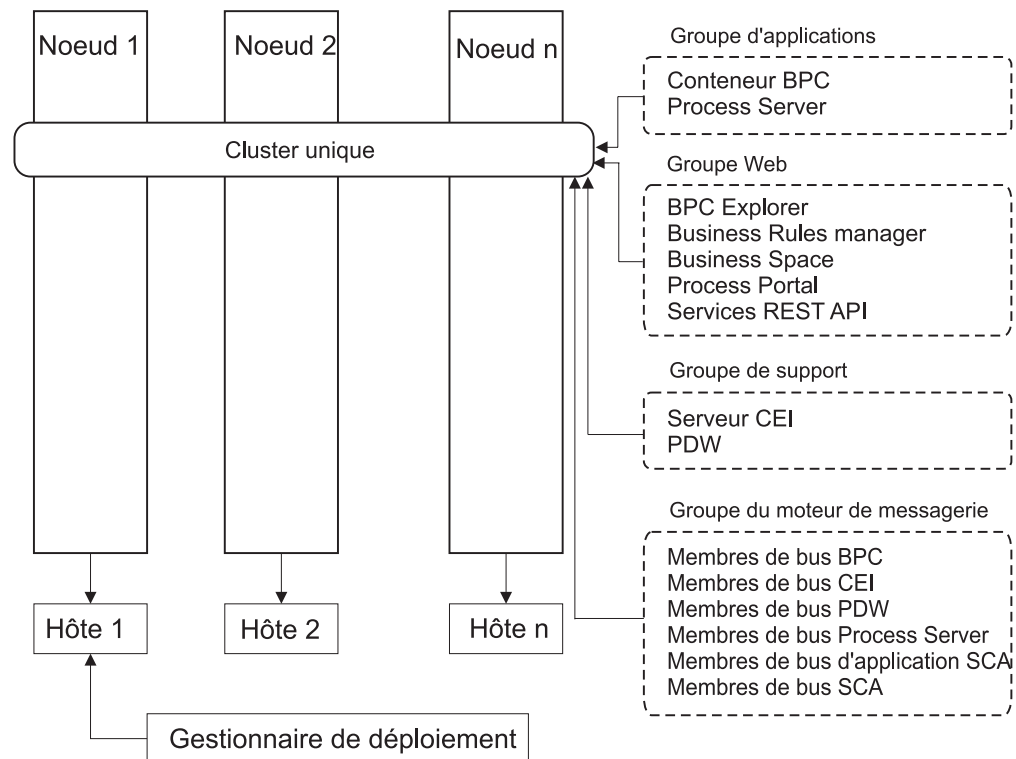 Noeud 1
Noeud 2
Noeud n
Cluster unique
Groupe d'applications
Conteneur BPC
Process Server
Groupe Web
BPC Explorer
Business Rules manager
Business Space
Process Portal
Services REST API
Groupe de support
Serveur CEI
PDW
Groupe du moteur de messagerie
Membres de bus BPC
Membres de bus CEI
Membres de bus PDW
Membres de bus Process Server
Membres de bus d'application SCA
Membres de bus SCA
Hôte 1
Hôte 2
Hôte n
Gestionnaire de déploiement